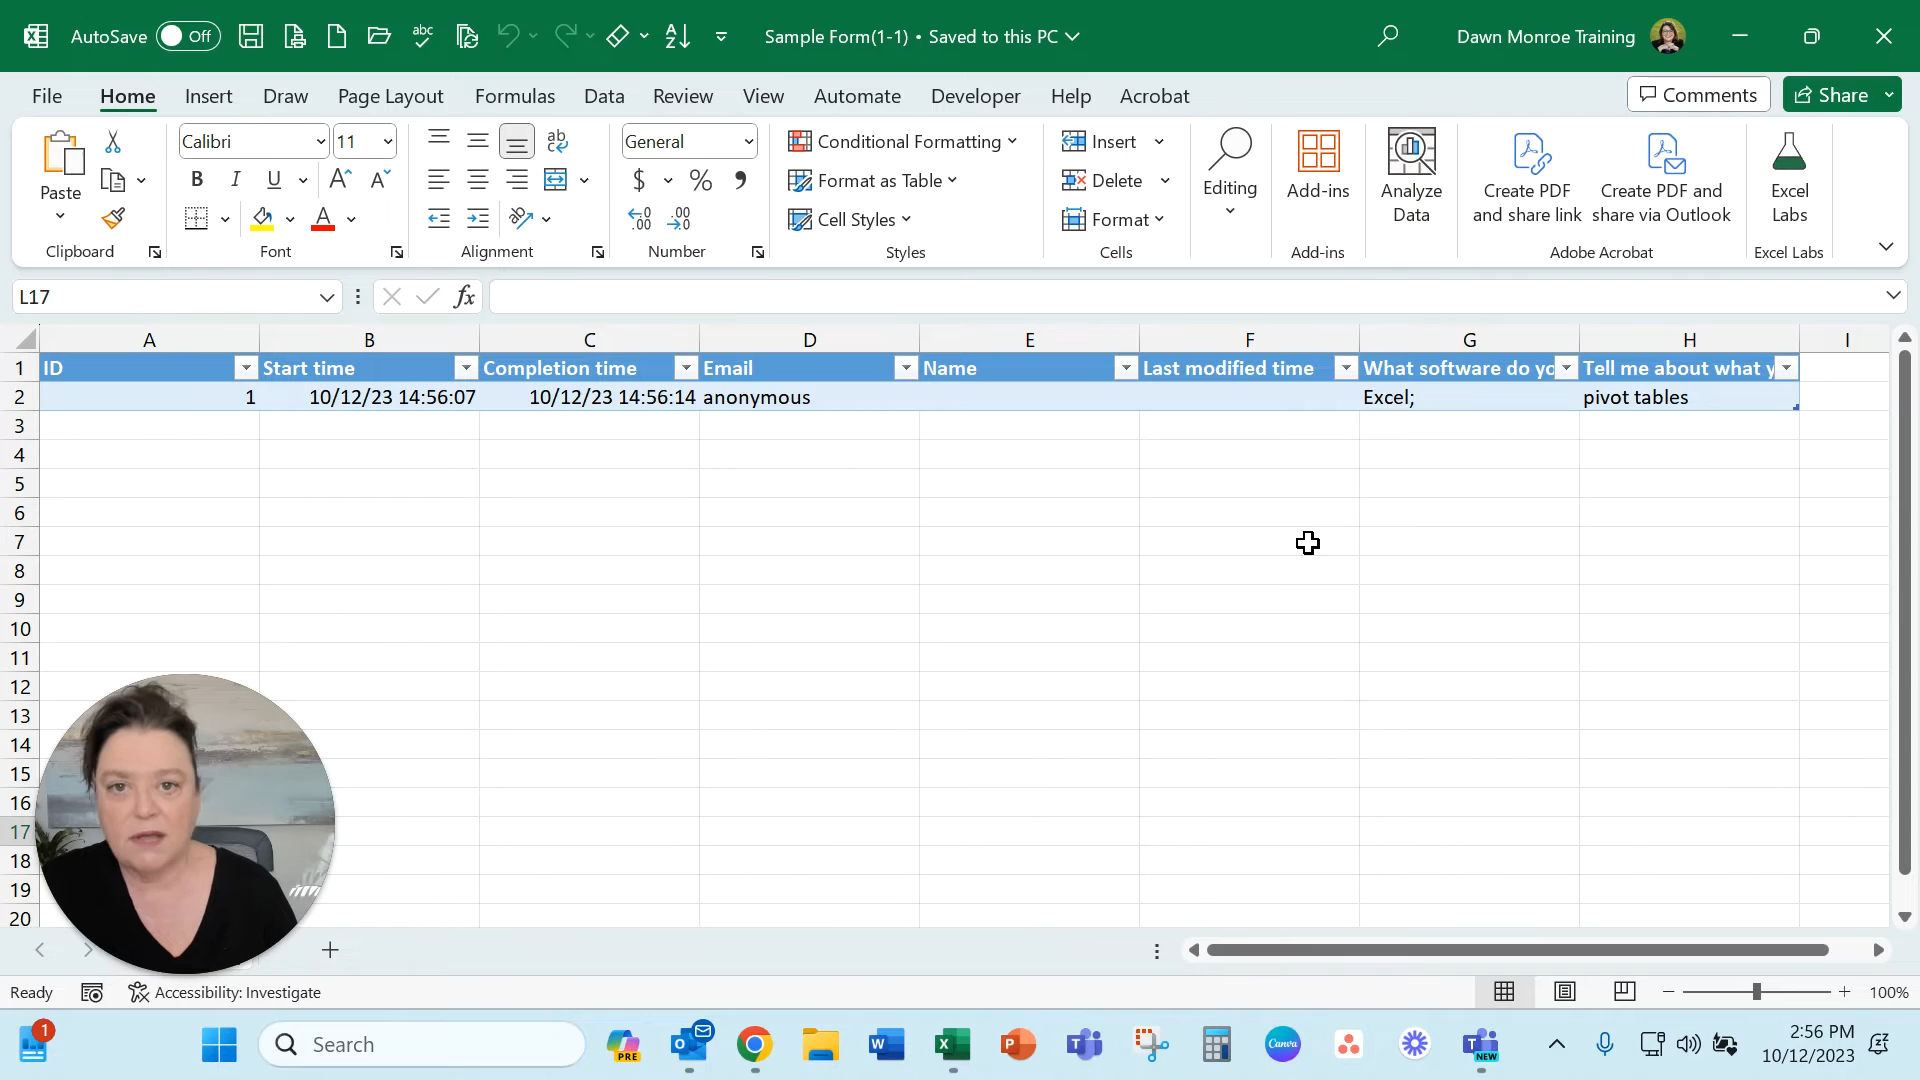 AutoSave Off Sample Form(1-1) • Saved to this PC Dawn Monroe Training
abc
File Home Insert Draw Page Layout Formulas Data Review View Automate Developer Help Acrobat Comments Share
Calibri 11 General Conditional Formatting Insert
Paste B I U A A $ % Format as Table Delete Editing Add-ins Analyze Data Create PDF and share link Create PDF and share via Outlook Excel Labs
A Cell Styles Format
Clipboard Font Alignment Number Styles Cells Add-ins Adobe Acrobat Excel Labs
L17 fx
A B C D E F G H I
1 ID Start time Completion time Email Name Last modified time What software do yo Tell me about what y
2 1 10/12/23 14:56:07 10/12/23 14:56:14 anonymous Excel; pivot tables
3
4
5
6
7
8
9
10
11
12
13
14
15
16
17
18
19
20
Ready Accessibility: Investigate 100%
1 Search PRE NEW 2:56 PM
10/12/2023
Canva